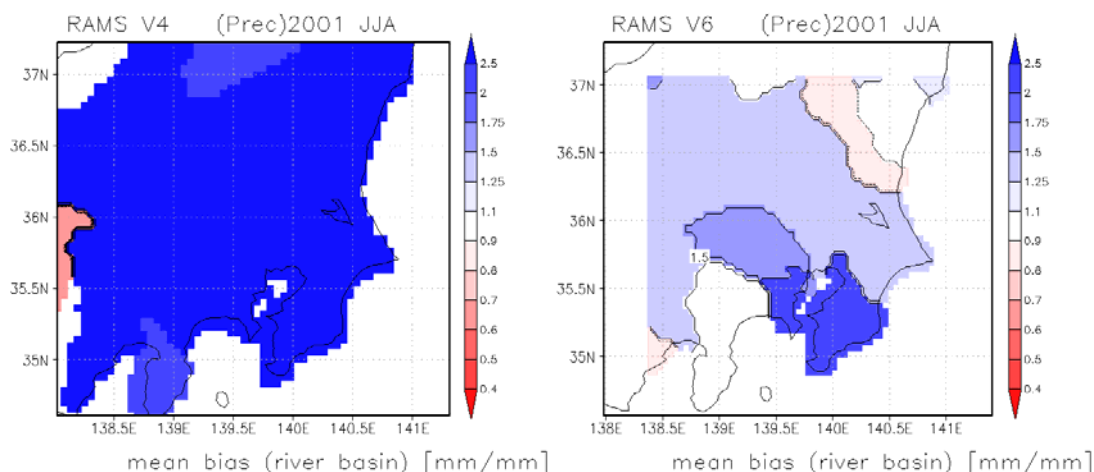 RAMS V4 (Prec)2001 JJA
37N
36.5N
36N
35.5N
35N
138.5E 139E 139.5E 140E 140.5E 141E
2.5
2
1.75
1.5
1.25
1.1
0.9
0.8
0.7
0.6
0.5
0.4
mean bias (river basin) [mm/mm]
RAMS V6 (Prec)2001 JJA
37N
36.5N
36N
35.5N
35N
1.5
138E 138.5E 139E 139.5E 140E 140.5E 141E
2.5
2
1.75
1.5
1.25
1.1
0.9
0.8
0.7
0.6
0.5
0.4
mean bias (river basin) [mm/mm]